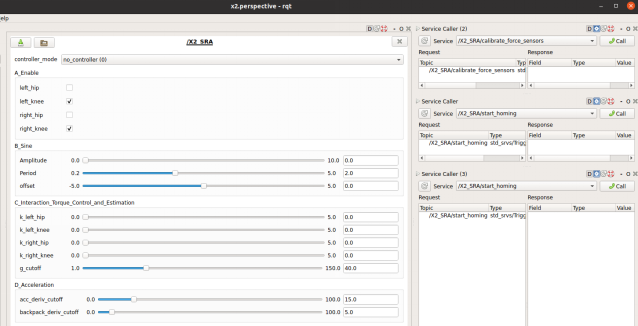 x2.perspective - rqt
elp
/X2_SRA
controller_mode no_controller (0)
A_Enable
left_hip
left_knee
right_hip
right_knee
B_Sine
Amplitude 0.0 10.0 0.0
Period 0.2 5.0 2.0
offset -5.0 5.0 0.0
C_Interaction_Torque_Control_and_Estimation
k_left_hip 0.0 5.0 0.0
k_left_knee 0.0 5.0 0.0
k_right_hip 0.0 5.0 0.0
k_right_knee 0.0 5.0 0.0
g_cutoff 1.0 150.0 40.0
D_Acceleration
acc_deriv_cutoff 0.0 100.0 15.0
backpack_deriv_cutoff 0.0 100.0 5.0
Service Caller (2)
D - O X
Service /X2_SRA/calibrate_force_sensors Call
Request Response
Topic Typ Field Type Value
/X2_SRA/calibrate_force_sensors std
Service Caller
D - O X
Service /X2_SRA/start_homing Call
Request Response
Topic Type Field Type Value
/X2_SRA/start_homing std_srvs/Trigg
Service Caller (3)
D - O X
Service /X2_SRA/start_homing Call
Request Response
Topic Type Field Type Value
/X2_SRA/start_homing std_srvs/Trigg